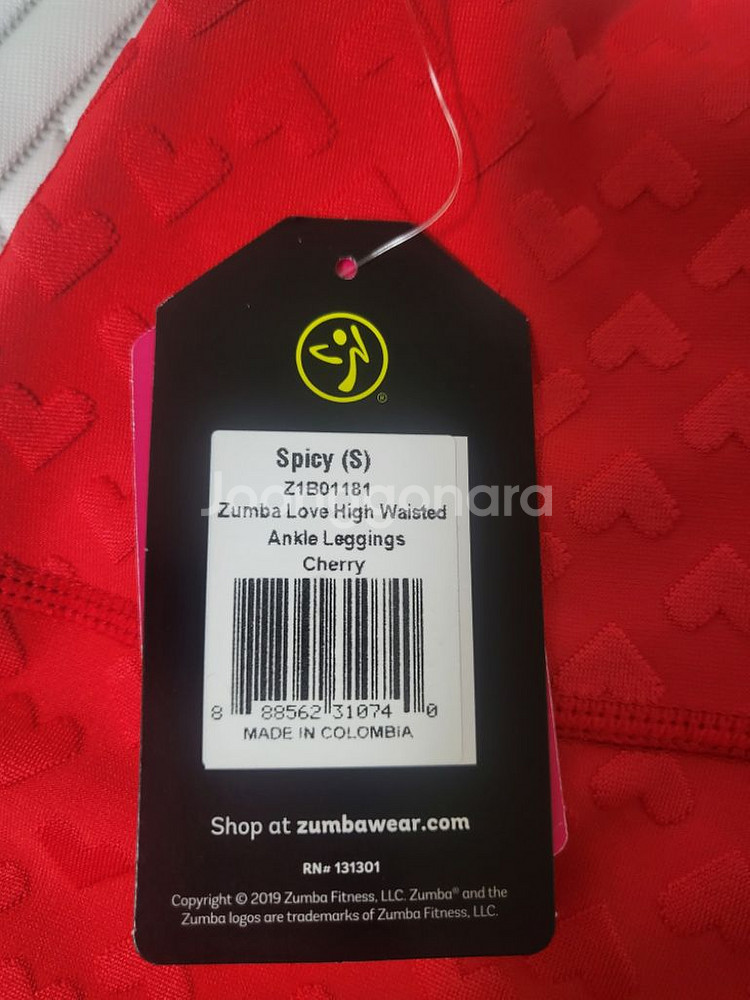 ®
Spicy (S)
Z1B01181
Joonggonara
Zumba Love High Waisted
Ankle Leggings
Cherry
8 88562 31074 0
MADE IN COLOMBIA
Shop at zumbawear.com
RN# 131301
Copyright © 2019 Zumba Fitness, LLC. Zumba® and the
Zumba logos are trademarks of Zumba Fitness, LLC.